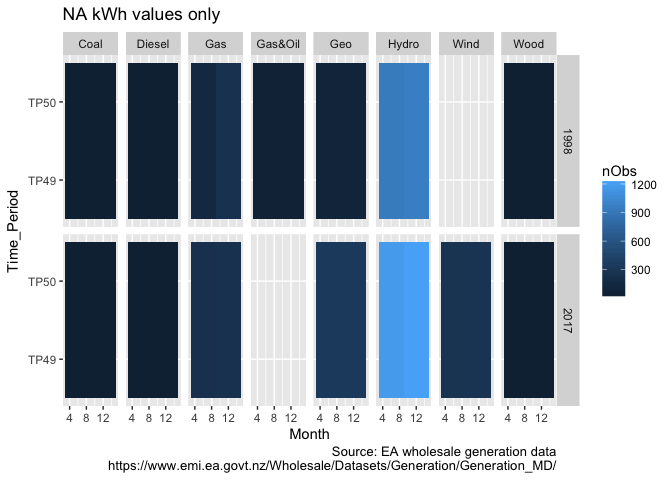 NA kWh values only
Coal Diesel Gas Gas&Oil Geo Hydro Wind Wood
TP50
TP49
1998
TP50
TP49
2017
4 8 12 4 8 12 4 8 12 4 8 12 4 8 12 4 8 12 4 8 12 4 8 12
Time_Period
Month
nObs
1200
900
600
300
Source: EA wholesale generation data
https://www.emi.ea.govt.nz/Wholesale/Datasets/Generation/Generation_MD/